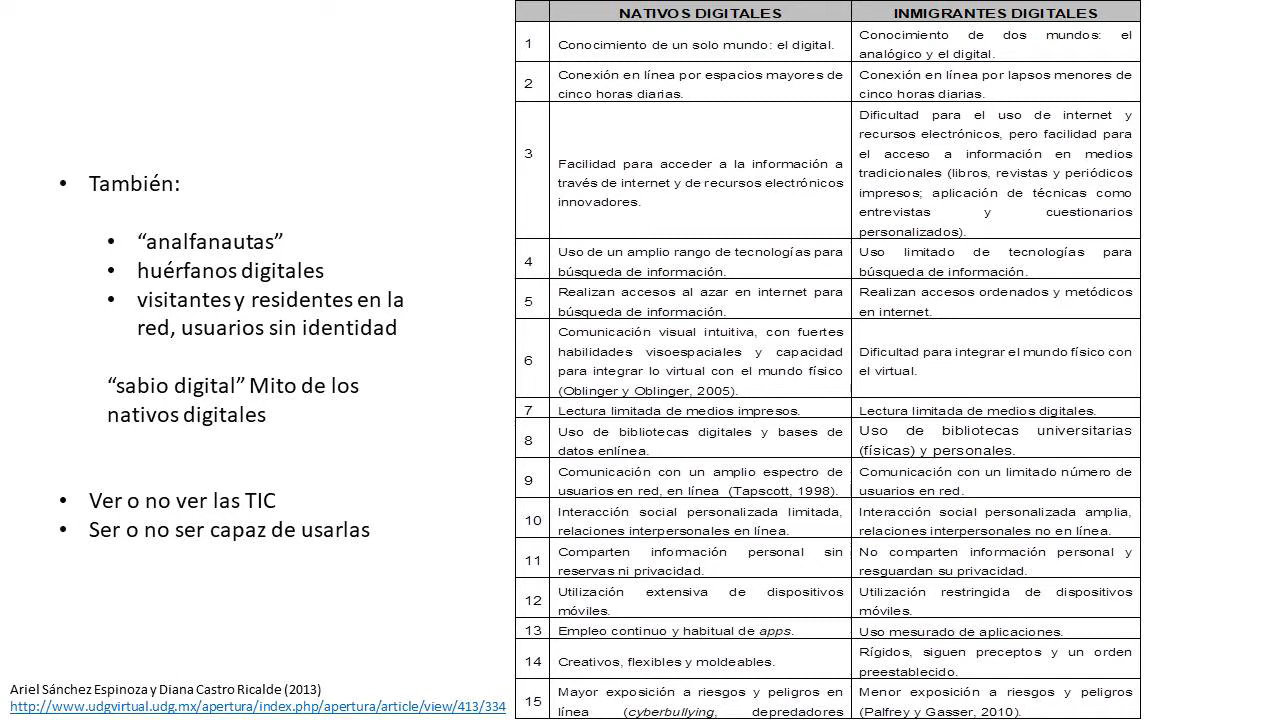 • También:
• “analfanautas”
• huérfanos digitales
• visitantes y residentes en la
red, usuarios sin identidad
“sabio digital” Mito de los
nativos digitales
• Ver o no ver las TIC
• Ser o no ser capaz de usarlas
Ariel Sánchez Espinoza y Diana Castro Ricalde (2013)
http://www.udgvirtual.udg.mx/apertura/index.php/apertura/article/view/413/334
NATIVOS DIGITALES
INMIGRANTES DIGITALES
1
Conocimiento de un solo mundo: el digital.
Conocimiento de dos mundos: el
analógico y el digital.
2
Conexión en línea por espacios mayores de
cinco horas diarias.
Conexión en línea por lapsos menores de
cinco horas diarias.
3
Facilidad para acceder a la información a
través de internet y de recursos electrónicos
innovadores.
Dificultad para el uso de internet y
recursos electrónicos, pero facilidad para
el acceso a información en medios
tradicionales (libros, revistas y periódicos
impresos; aplicación de técnicas como
entrevistas y cuestionarios
personalizados).
4
Uso de un amplio rango de tecnologías para
búsqueda de información.
Uso limitado de tecnologías para
búsqueda de información.
5
Realizan accesos al azar en internet para
búsqueda de información.
Realizan accesos ordenados y metódicos
en internet.
6
Comunicación visual intuitiva, con fuertes
habilidades visoespaciales y capacidad
para integrar lo virtual con el mundo físico
(Oblinger y Oblinger, 2005).
Dificultad para integrar el mundo físico con
el virtual.
7
Lectura limitada de medios impresos.
Lectura limitada de medios digitales.
8
Uso de bibliotecas digitales y bases de
datos enlínea.
Uso de bibliotecas universitarias
(físicas) y personales.
9
Comunicación con un amplio espectro de
usuarios en red, en línea (Tapscott, 1998).
Comunicación con un limitado número de
usuarios en red.
10
Interacción social personalizada limitada,
relaciones interpersonales en línea.
Interacción social personalizada amplia,
relaciones interpersonales no en línea.
11
Comparten información personal sin
reservas ni privacidad.
No comparten información personal y
resguardan su privacidad.
12
Utilización extensiva de dispositivos
móviles.
Utilización restringida de dispositivos
móviles.
13
Empleo continuo y habitual de apps.
Uso mesurado de aplicaciones.
14
Creativos, flexibles y moldeables.
Rígidos, siguen preceptos y un orden
preestablecido.
15
Mayor exposición a riesgos y peligros en
línea (cyberbullying, depredadores
Menor exposición a riesgos y peligros
(Palfrey y Gasser, 2010).